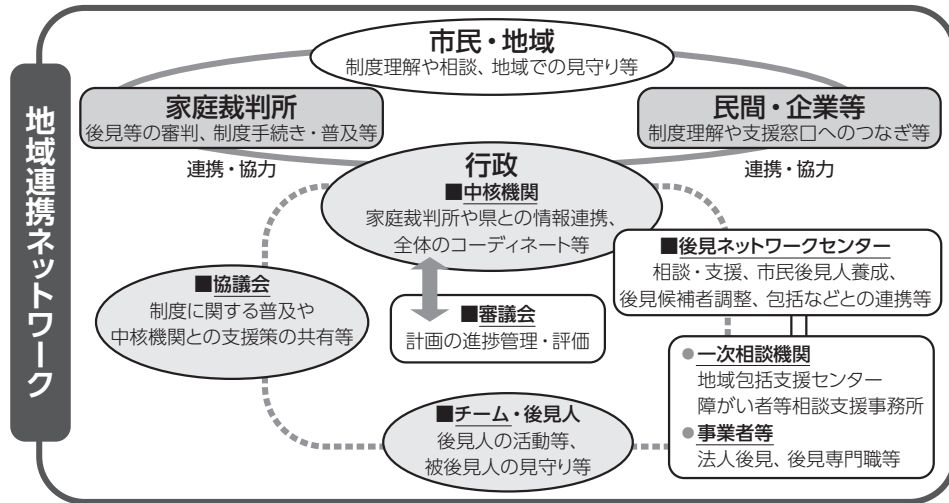 地域連携ネットワーク
市民・地域
制度理解や相談、地域での見守り等
家庭裁判所
後見等の審判、制度手続き・普及等
民間・企業等
制度理解や支援窓口へのつなぎ等
連携・協力
連携・協力
行政
■中核機関
家庭裁判所や県との情報連携、
全体のコーディネート等
■後見ネットワークセンター
相談・支援、市民後見人養成、
後見候補者調整、包括などとの連携等
■協議会
制度に関する普及や
中核機関との支援策の共有等
■審議会
計画の進捗管理・評価
●一次相談機関
地域包括支援センター
障がい者等相談支援事務所
●事業者等
法人後見、後見専門職等
■チーム・後見人
後見人の活動等、
被後見人の見守り等